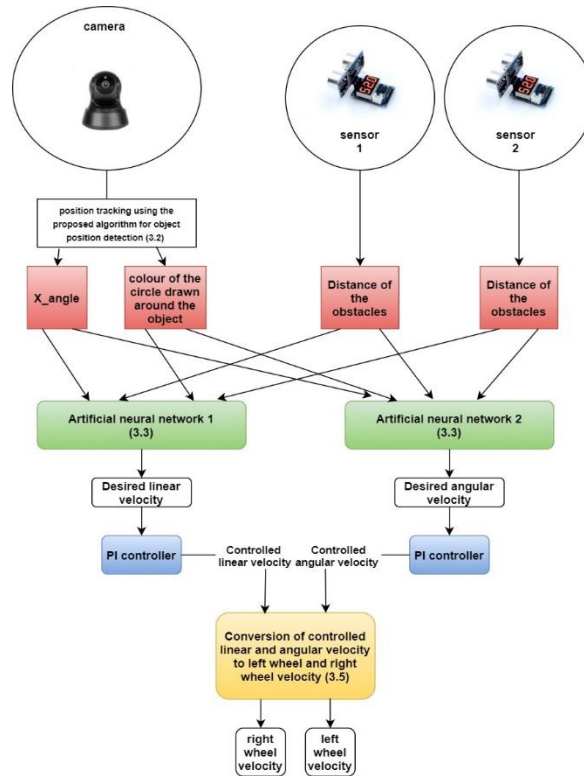 camera
sensor
1
sensor
2
position tracking using the
proposed algorithm for object
position detection (3.2)
X_angle
colour of the
circle drawn
around the
object
Distance of
the
obstacles
Distance of
the
obstacles
Artificial neural network 1
(3.3)
Artificial neural network 2
(3.3)
Desired linear
velocity
Desired angular
velocity
PI controller
Controlled
linear velocity
Controlled
angular velocity
PI controller
Conversion of controlled
linear and angular velocity
to left wheel and right
wheel velocity (3.5)
right
wheel
velocity
left
wheel
velocity